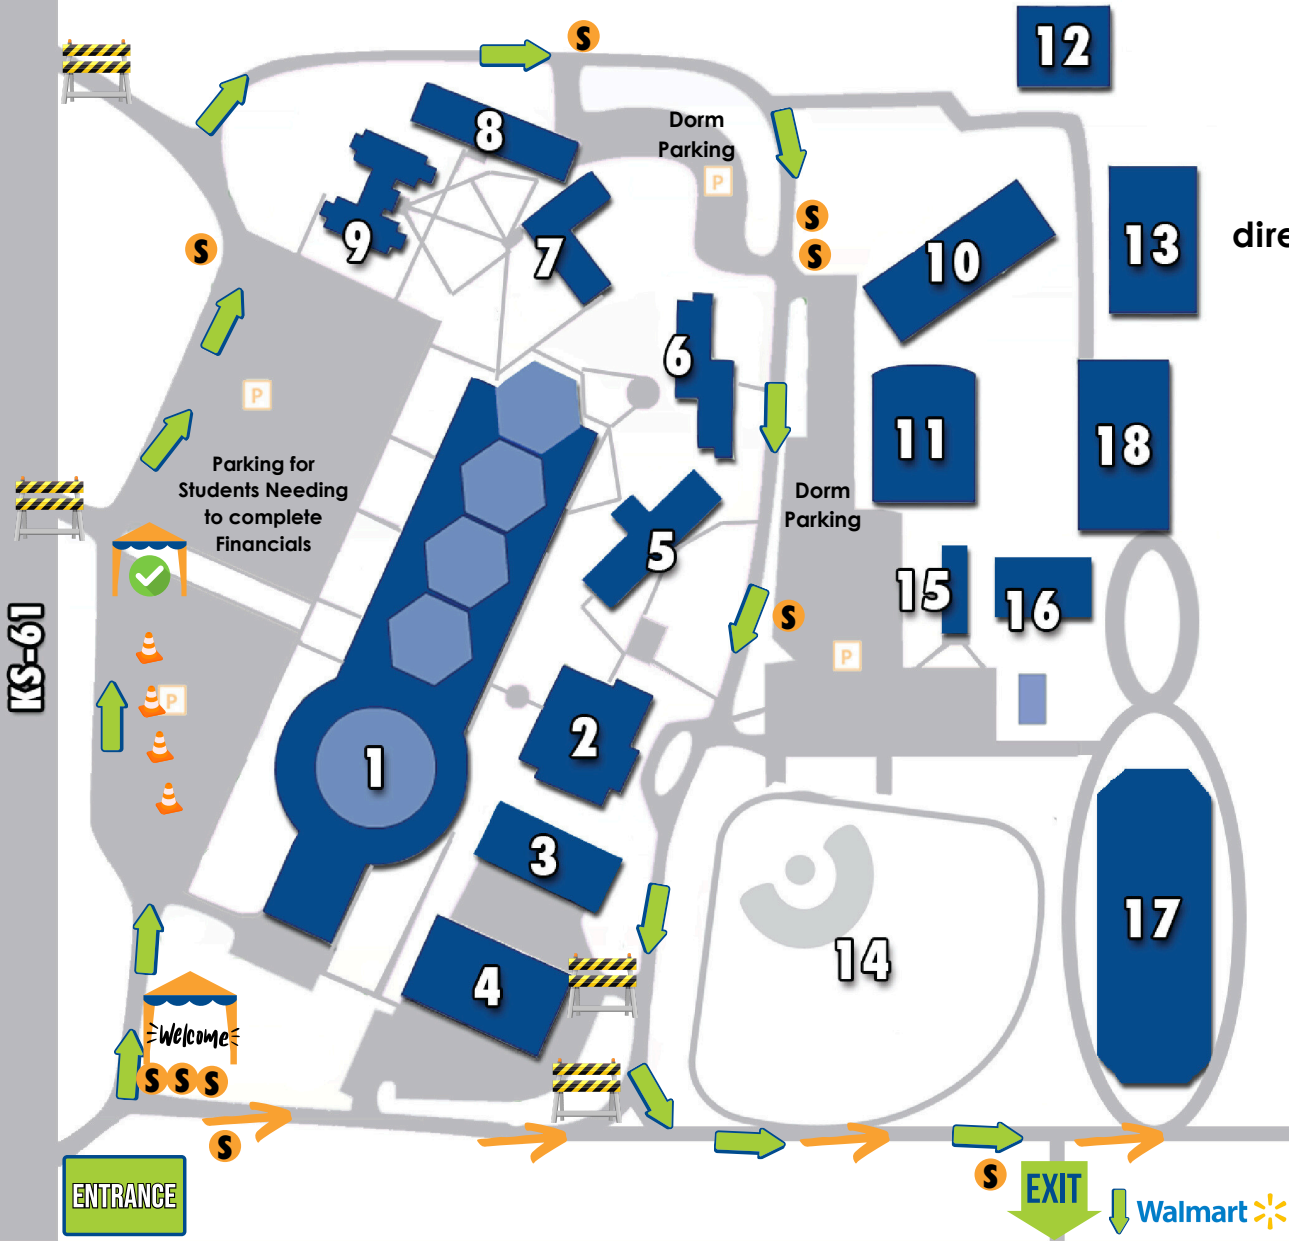 S
12
8
Dorm
Parking
P
S
S
9
7
10
13
dire
S
6
P
11
18
Parking for
Students Needing
to complete
Financials
Dorm
Parking
5
15
16
KS-61
S
P
P
2
1
3
17
14
4
Welcome
S S S
S
S
ENTRANCE
EXIT
Walmart